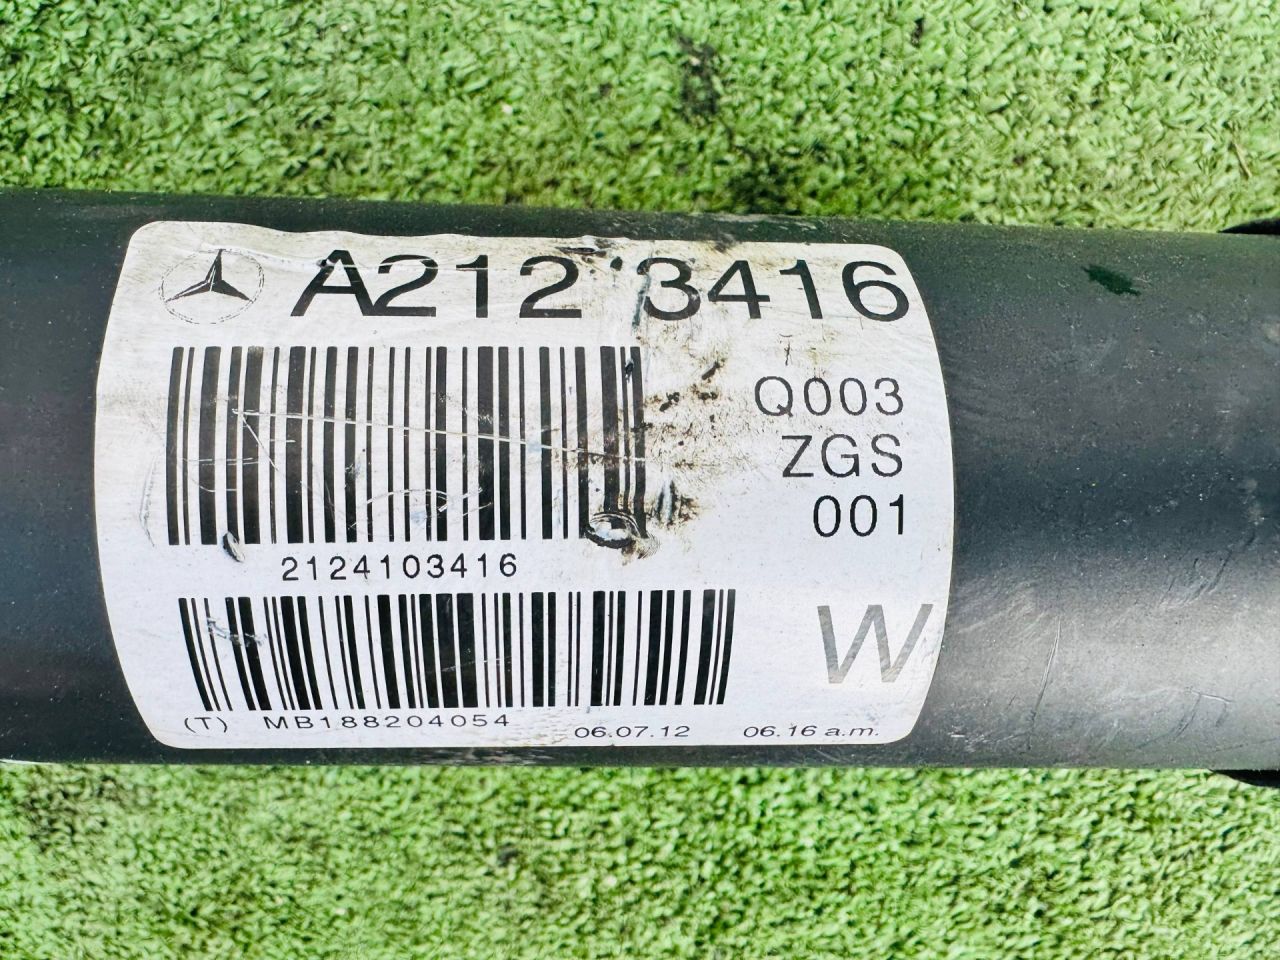 A212 3416
Q003
ZGS
001
2124103416
W
(T) MB188204054 06.07.12 06.16 a.m.